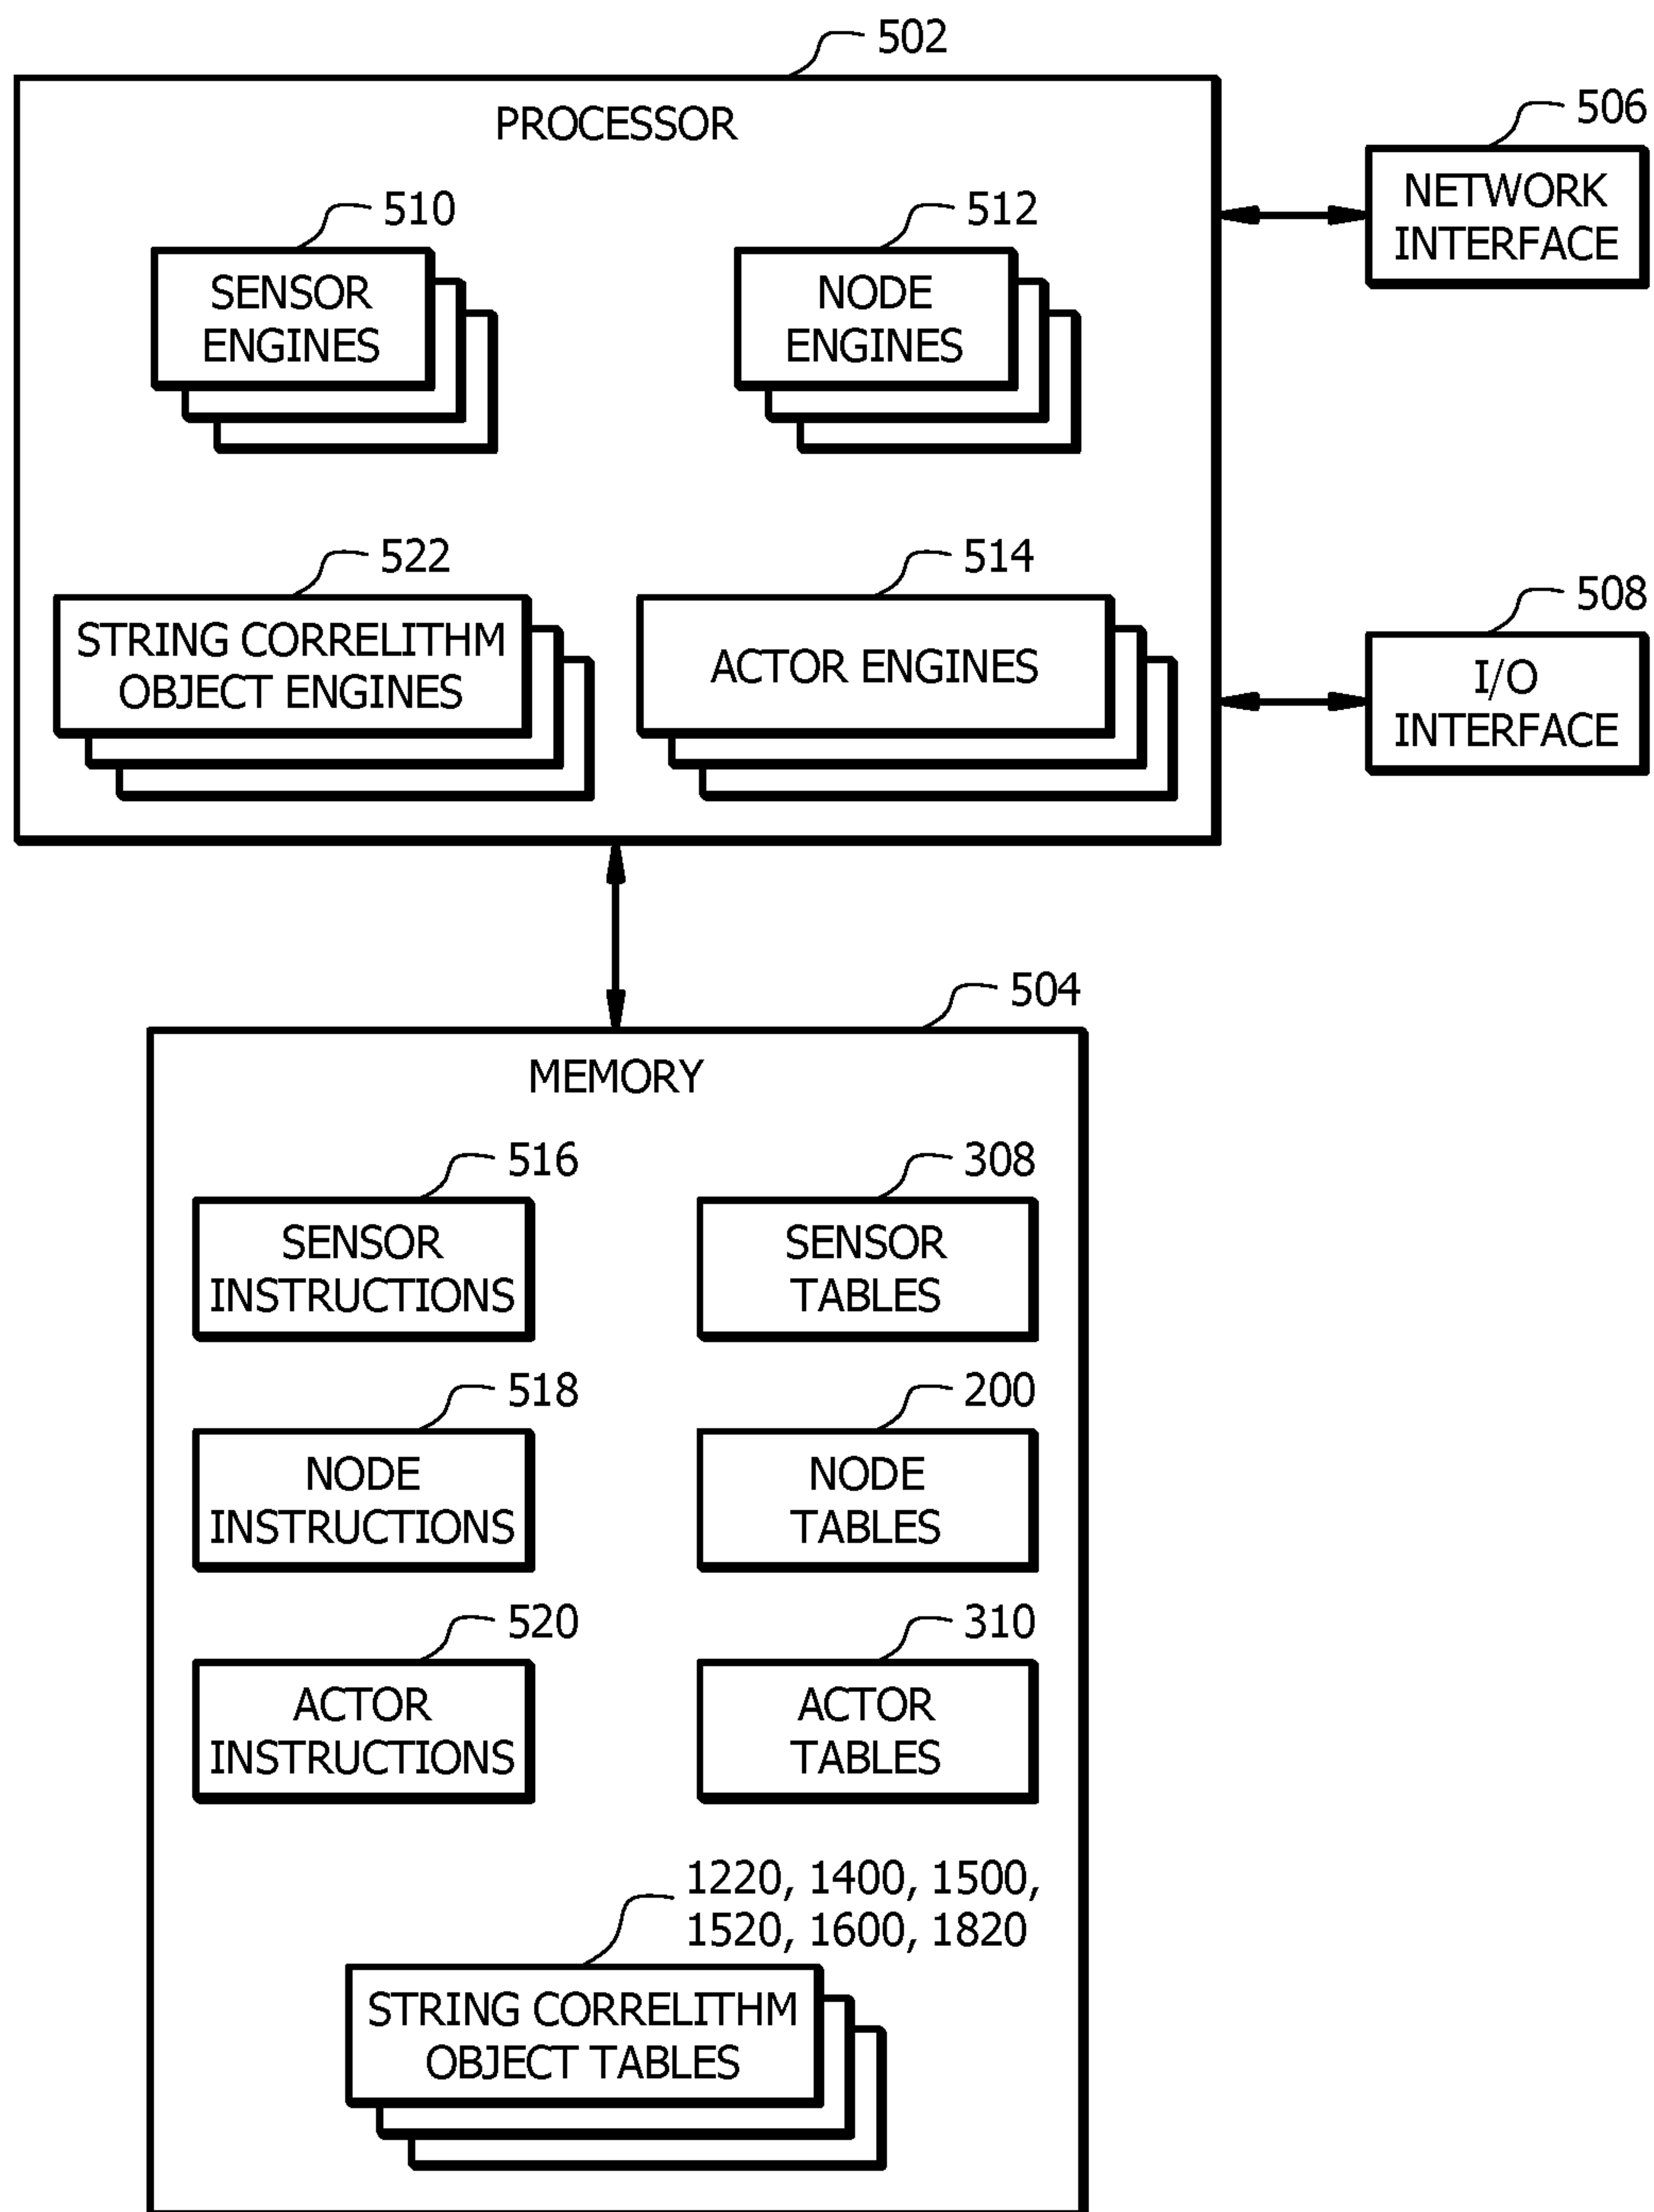 502
PROCESSOR
506
NETWORK
INTERFACE
510
SENSOR
ENGINES
512
NODE
ENGINES
522
STRING CORRELITHM
OBJECT ENGINES
514
ACTOR ENGINES
508
I/O
INTERFACE
504
MEMORY
516
SENSOR
INSTRUCTIONS
308
SENSOR
TABLES
518
NODE
INSTRUCTIONS
200
NODE
TABLES
520
ACTOR
INSTRUCTIONS
310
ACTOR
TABLES
1220, 1400, 1500,
1520, 1600, 1820
STRING CORRELITHM
OBJECT TABLES